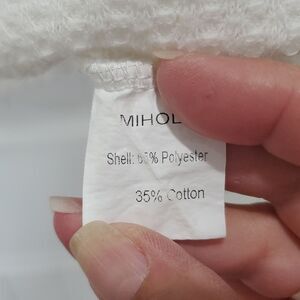 MIHOL
Shell: 65% Polyester
35% Cotton